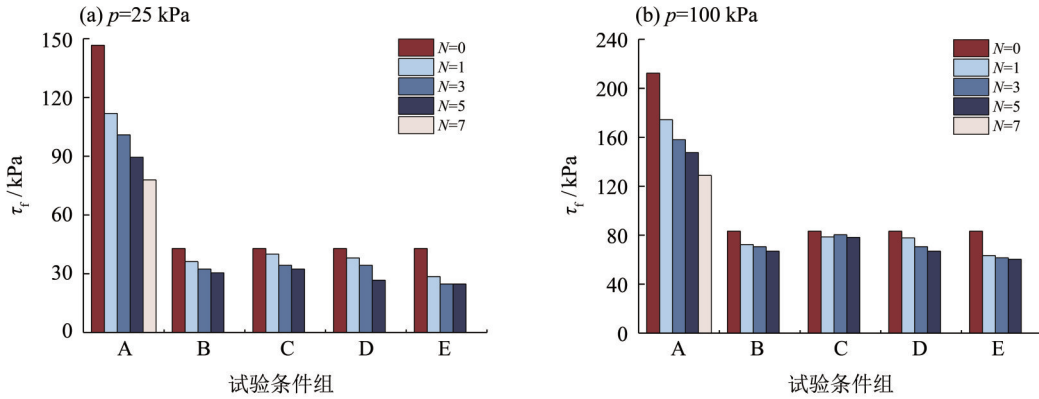 (a) p=25 kPa
150
120
90
60
30
0
τf / kPa
N=0
N=1
N=3
N=5
N=7
A B C D E
试验条件组
(b) p=100 kPa
240
200
160
120
80
40
0
τf / kPa
N=0
N=1
N=3
N=5
N=7
A B C D E
试验条件组